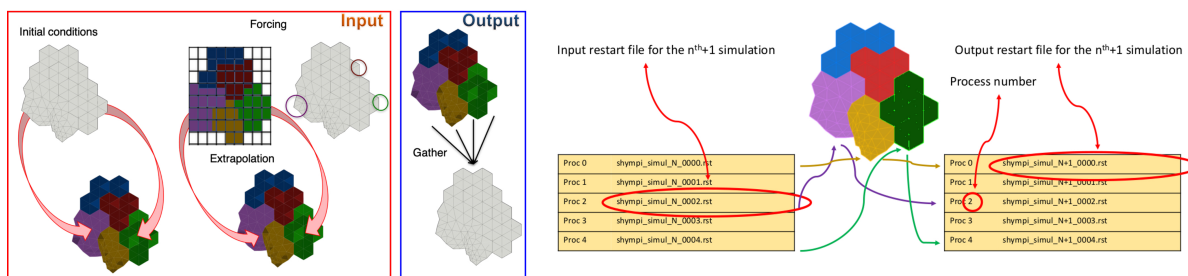 Input
Initial conditions
Forcing
Extrapolation
Output
Gather
Input restart file for the nth+1 simulation
Output restart file for the nth+1 simulation
Process number
Proc 0 shympi_simul_N_0000.rst
Proc 1 shympi_simul_N_0001.rst
Proc 2 shympi_simul_N_0002.rst
Proc 3 shympi_simul_N_0003.rst
Proc 4 shympi_simul_N_0004.rst
Proc 0 shympi_simul_N+1_0000.rst
Proc 1 shympi_simul_N+1_0001.rst
Proc 2 shympi_simul_N+1_0002.rst
Proc 3 shympi_simul_N+1_0003.rst
Proc 4 shympi_simul_N+1_0004.rst